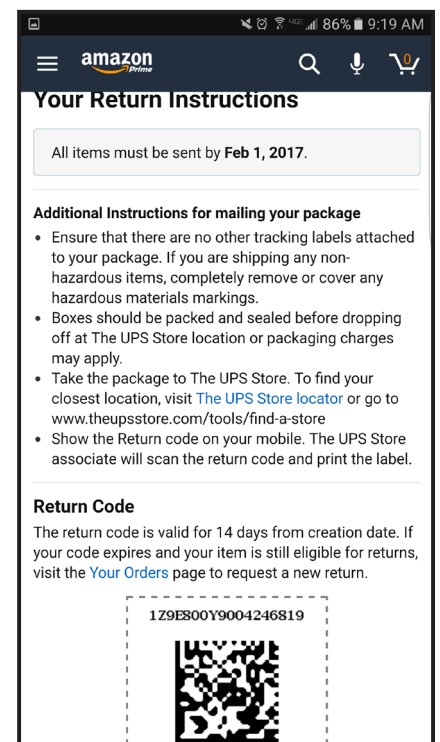 86% 9:19 AM
amazon
Prime
0
Your Return Instructions
All items must be sent by Feb 1, 2017.
Additional Instructions for mailing your package
• Ensure that there are no other tracking labels attached
to your package. If you are shipping any non-
hazardous items, completely remove or cover any
hazardous materials markings.
• Boxes should be packed and sealed before dropping
off at The UPS Store location or packaging charges
may apply.
• Take the package to The UPS Store. To find your
closest location, visit The UPS Store locator or go to
www.theupsstore.com/tools/find-a-store
• Show the Return code on your mobile. The UPS Store
associate will scan the return code and print the label.
Return Code
The return code is valid for 14 days from creation date. If
your code expires and your item is still eligible for returns,
visit the Your Orders page to request a new return.
1Z9E800Y9004246819